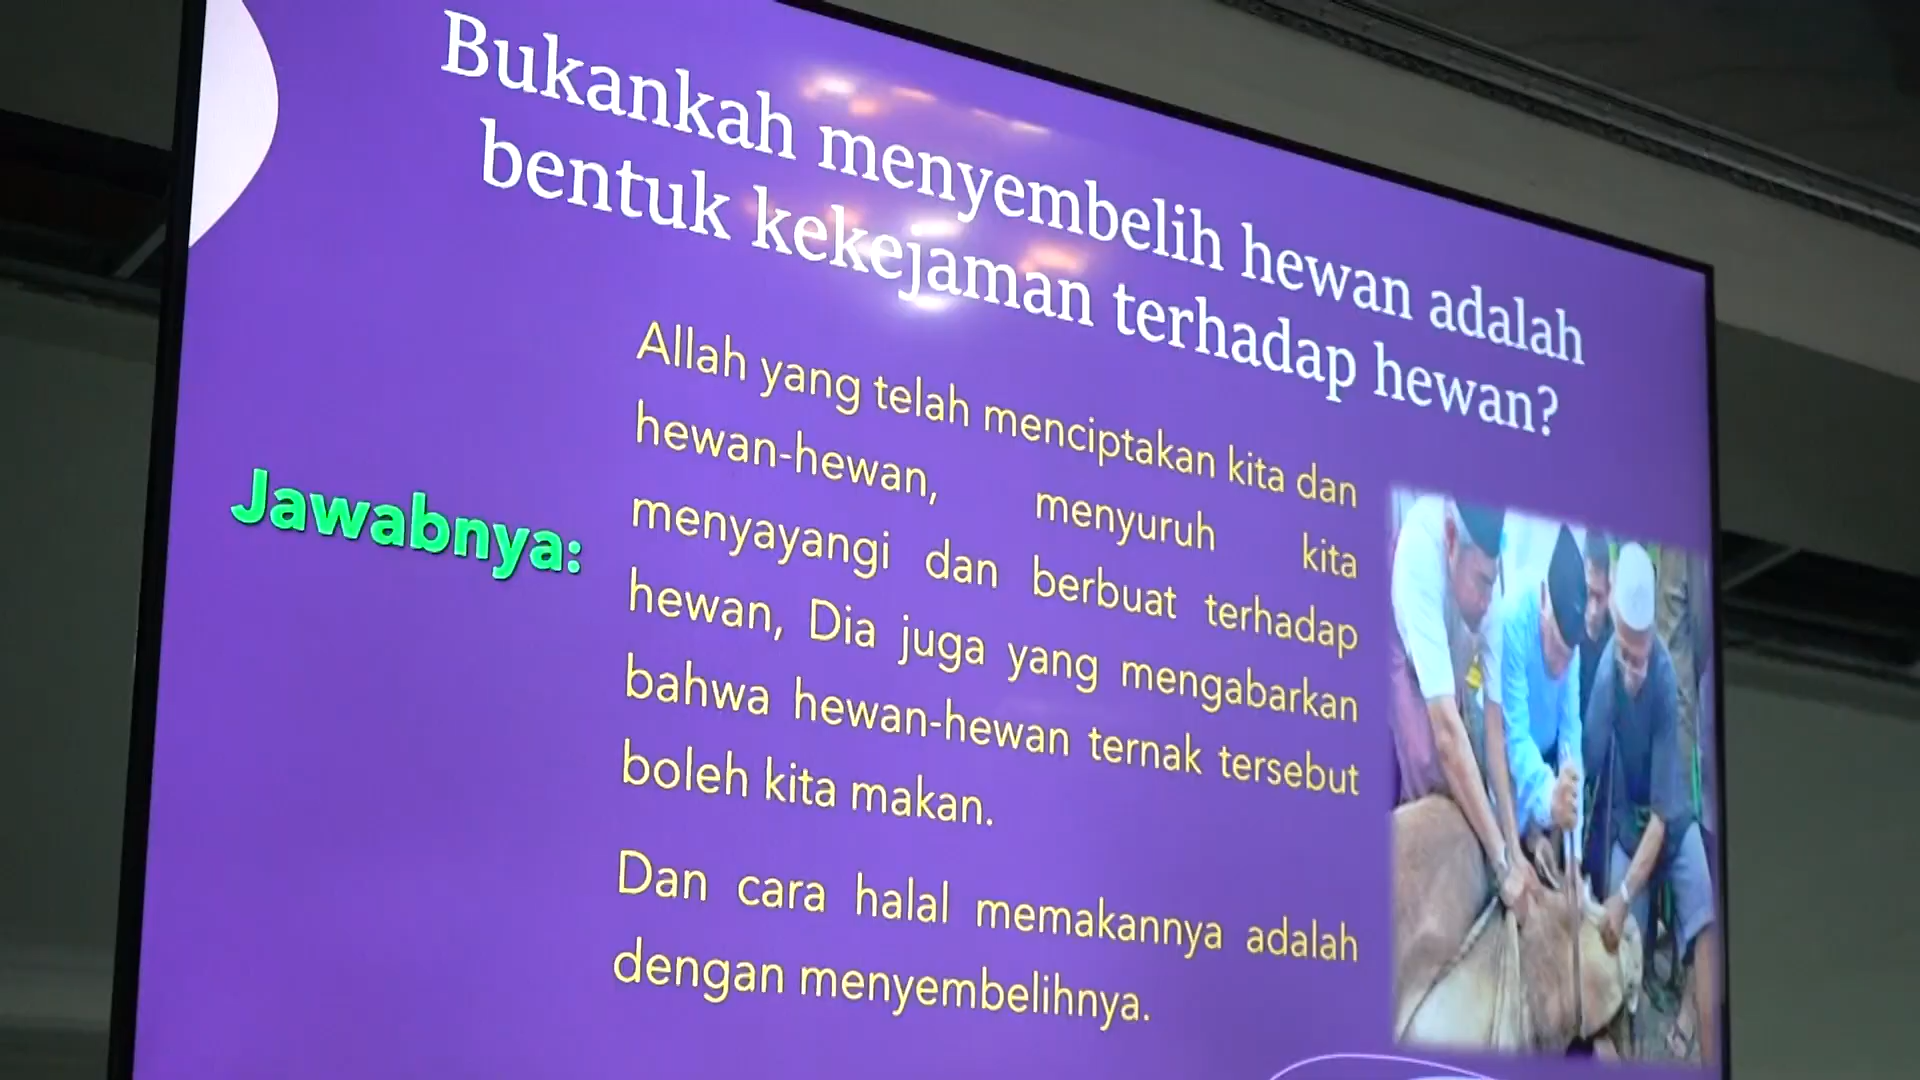 Bukankah menyembelih hewan adalah
bentuk kekejaman terhadap hewan?
Jawabnya:
Allah yang telah menciptakan kita dan
hewan-hewan, menyuruh kita
menyayangi dan berbuat terhadap
hewan, Dia juga yang mengabarkan
bahwa hewan-hewan ternak tersebut
boleh kita makan.
Dan cara halal memakannya adalah
dengan menyembelihnya.